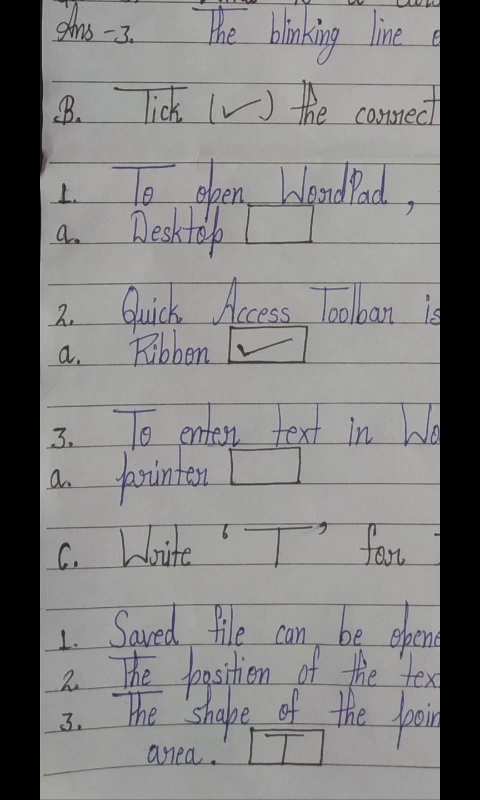 Ans-3. The blinking line
B. Tick (✓) the correct
1. To open WordPad,
a. Desktop
2. Quick Access Toolbar is
a. Ribbon ✓
3. To enter text in Wo
a. printer
C. Write 'T' for
1. Saved file can be opene
2. The position of the tex
3. The shape of the poin
area. T